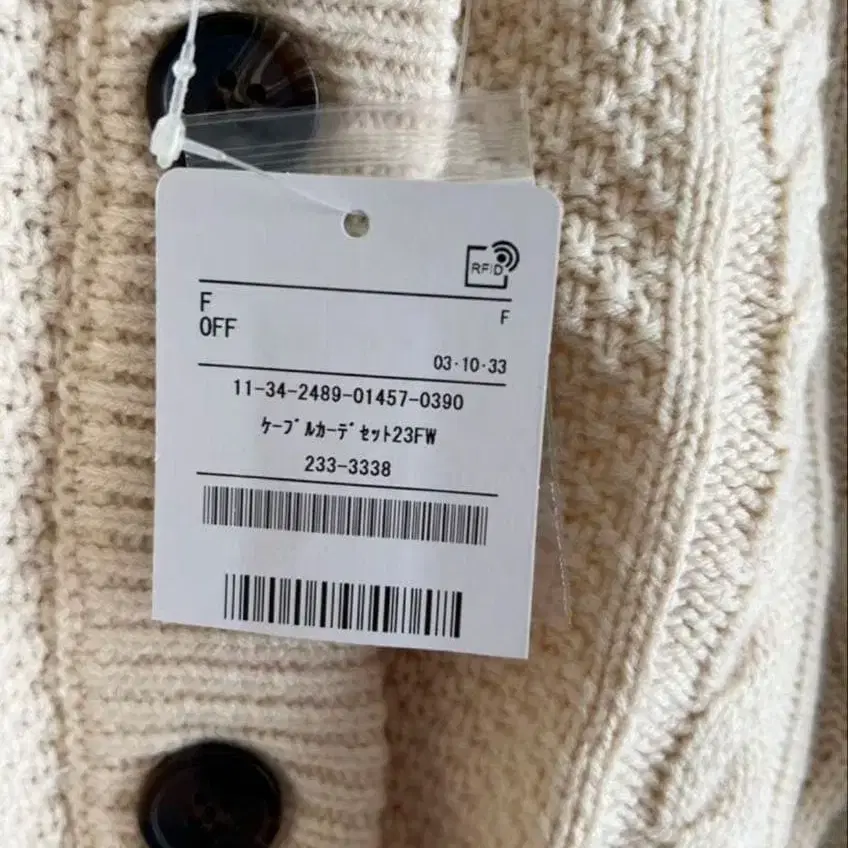 RFID
F F
OFF
03・10・33
11-34-2489-01457-0390
ｹｰﾌﾞﾙｶｰﾃﾞｾｯﾄ23FW
233-3338